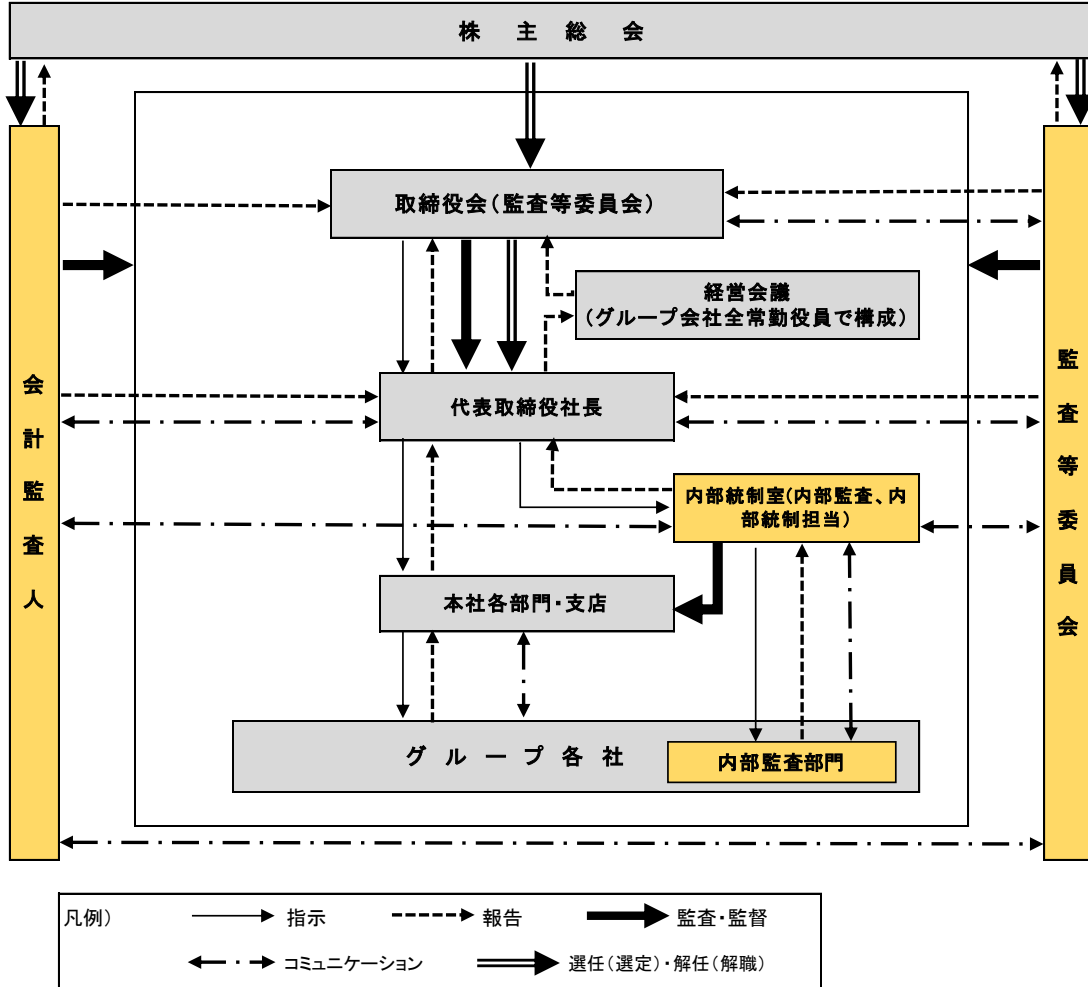 株主総会
取締役会(監査等委員会)
経営会議
(グループ会社全常勤役員で構成)
会計監査人
監査等委員会
代表取締役社長
内部統制室(内部監査、内
部統制担当)
本社各部門・支店
グループ各社
内部監査部門
凡例) 指示 報告 監査・監督
コミュニケーション 選任(選定)・解任(解職)